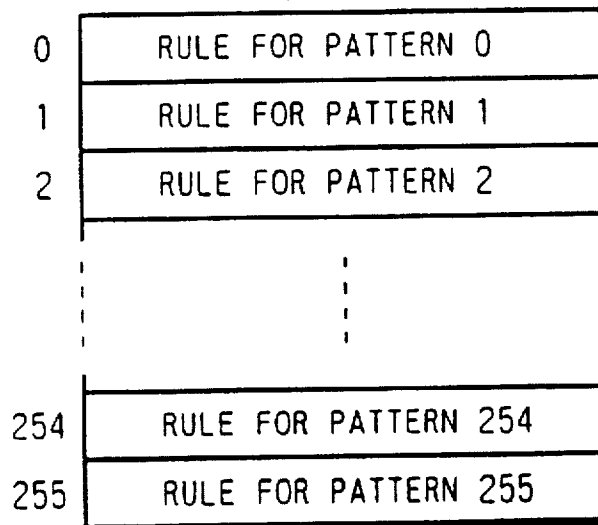 0 RULE FOR PATTERN 0
1 RULE FOR PATTERN 1
2 RULE FOR PATTERN 2
254 RULE FOR PATTERN 254
255 RULE FOR PATTERN 255